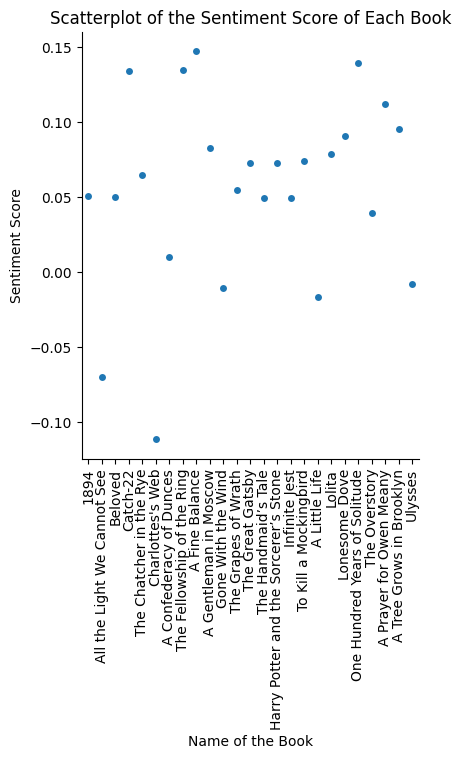 Scatterplot of the Sentiment Score of Each Book
0.15
0.10
0.05
0.00
−0.05
−0.10
Sentiment Score
1894
All the Light We Cannot See
Beloved
Catch-22
The Chatcher in the Rye
Charlottes's Web
A Confederacy of Dunces
The Fellowship of the Ring
A Fine Balance
A Gentleman in Moscow
Gone With the Wind
The Grapes of Wrath
The Great Gatsby
The Handmaid's Tale
Harry Potter and the Sorcerer's Stone
Infinite Jest
To Kill a Mockingbird
A Little Life
Lolita
Lonesome Dove
One Hundred Years of Solitude
The Overstory
A Prayer for Owen Meany
A Tree Grows in Brooklyn
Ulysses
Name of the Book